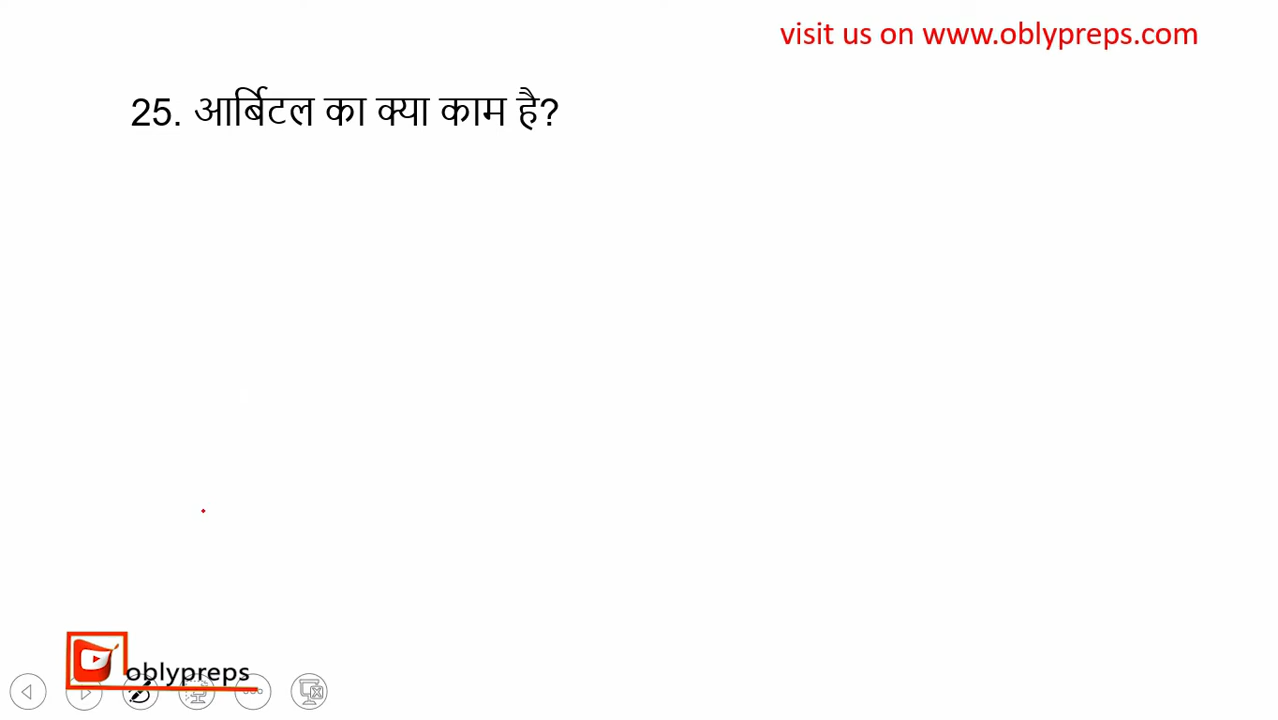 visit us on www.oblypreps.com
25. आर्बिटल का क्या काम है?
oblypreps